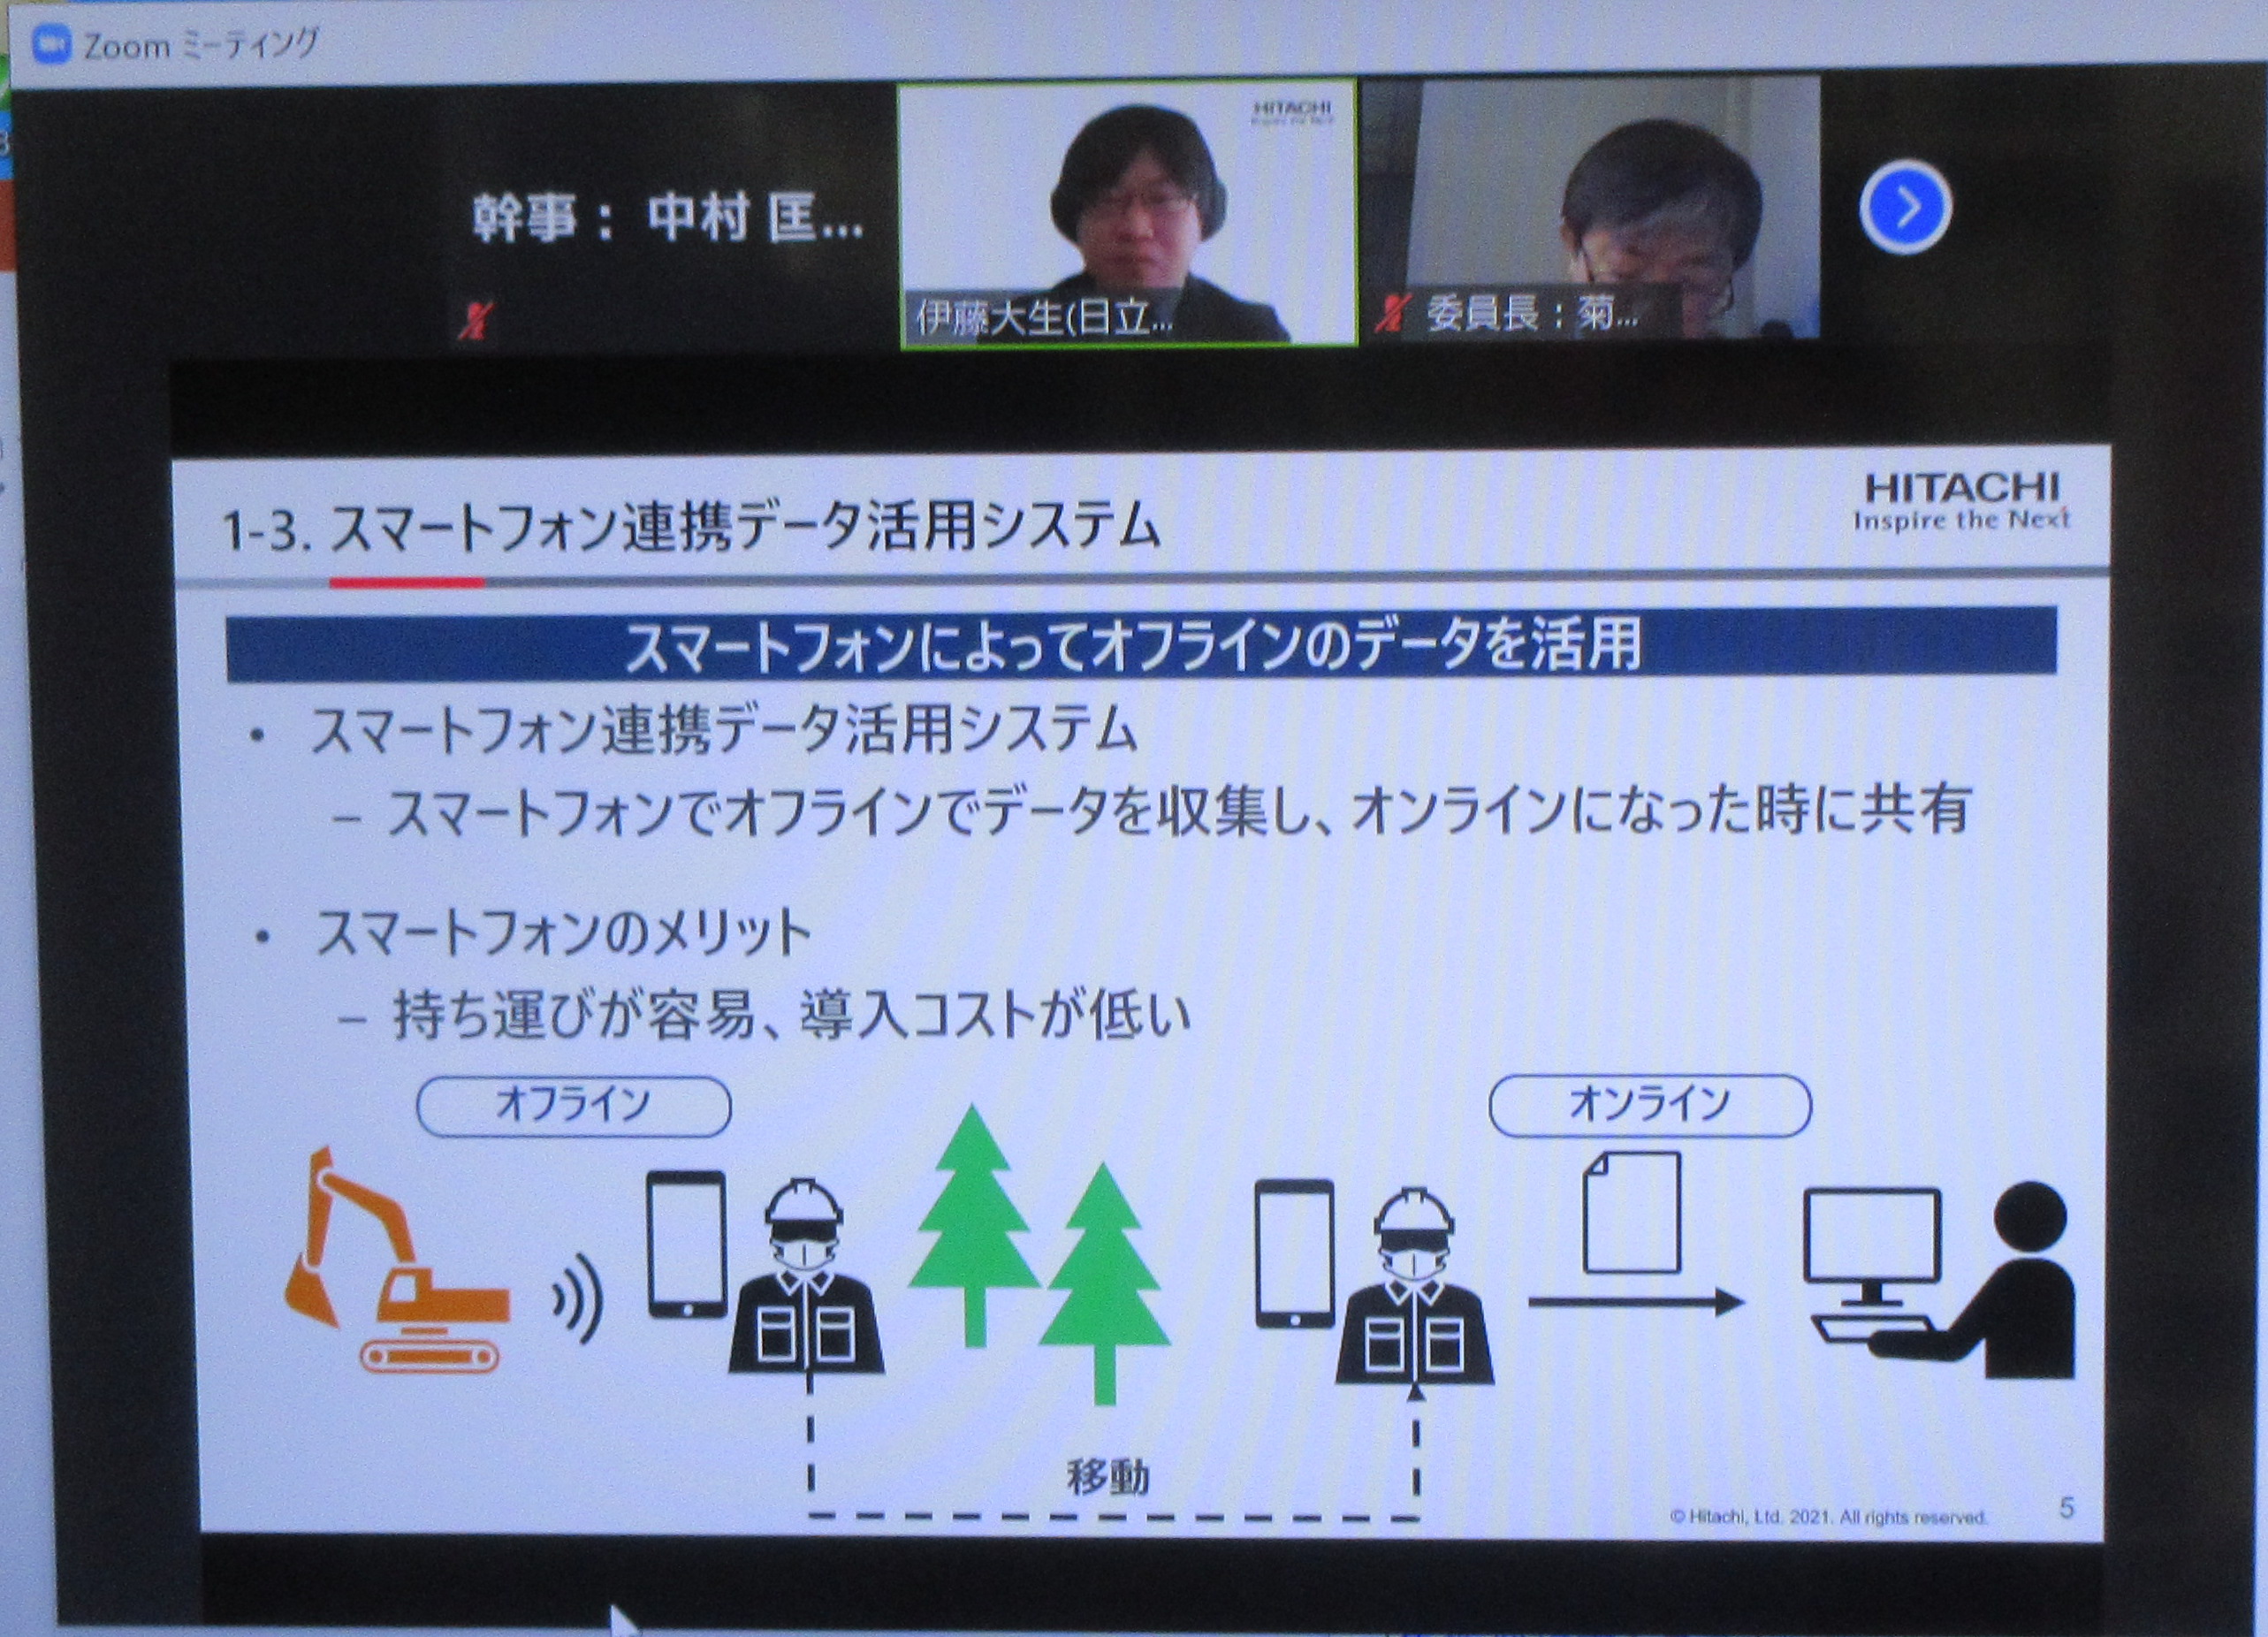 Zoom ミーティング
幹事： 中村 匡...
HITACHI
Inspire the Next
伊藤大生(日立...
委員長：菊...
1-3. スマートフォン連携データ活用システム
HITACHI
Inspire the Next
スマートフォンによってオフラインのデータを活用
• スマートフォン連携データ活用システム
– スマートフォンでオフラインでデータを収集し、オンラインになった時に共有
• スマートフォンのメリット
– 持ち運びが容易、導入コストが低い
オフライン
オンライン
移動
© Hitachi, Ltd. 2021. All rights reserved.
5